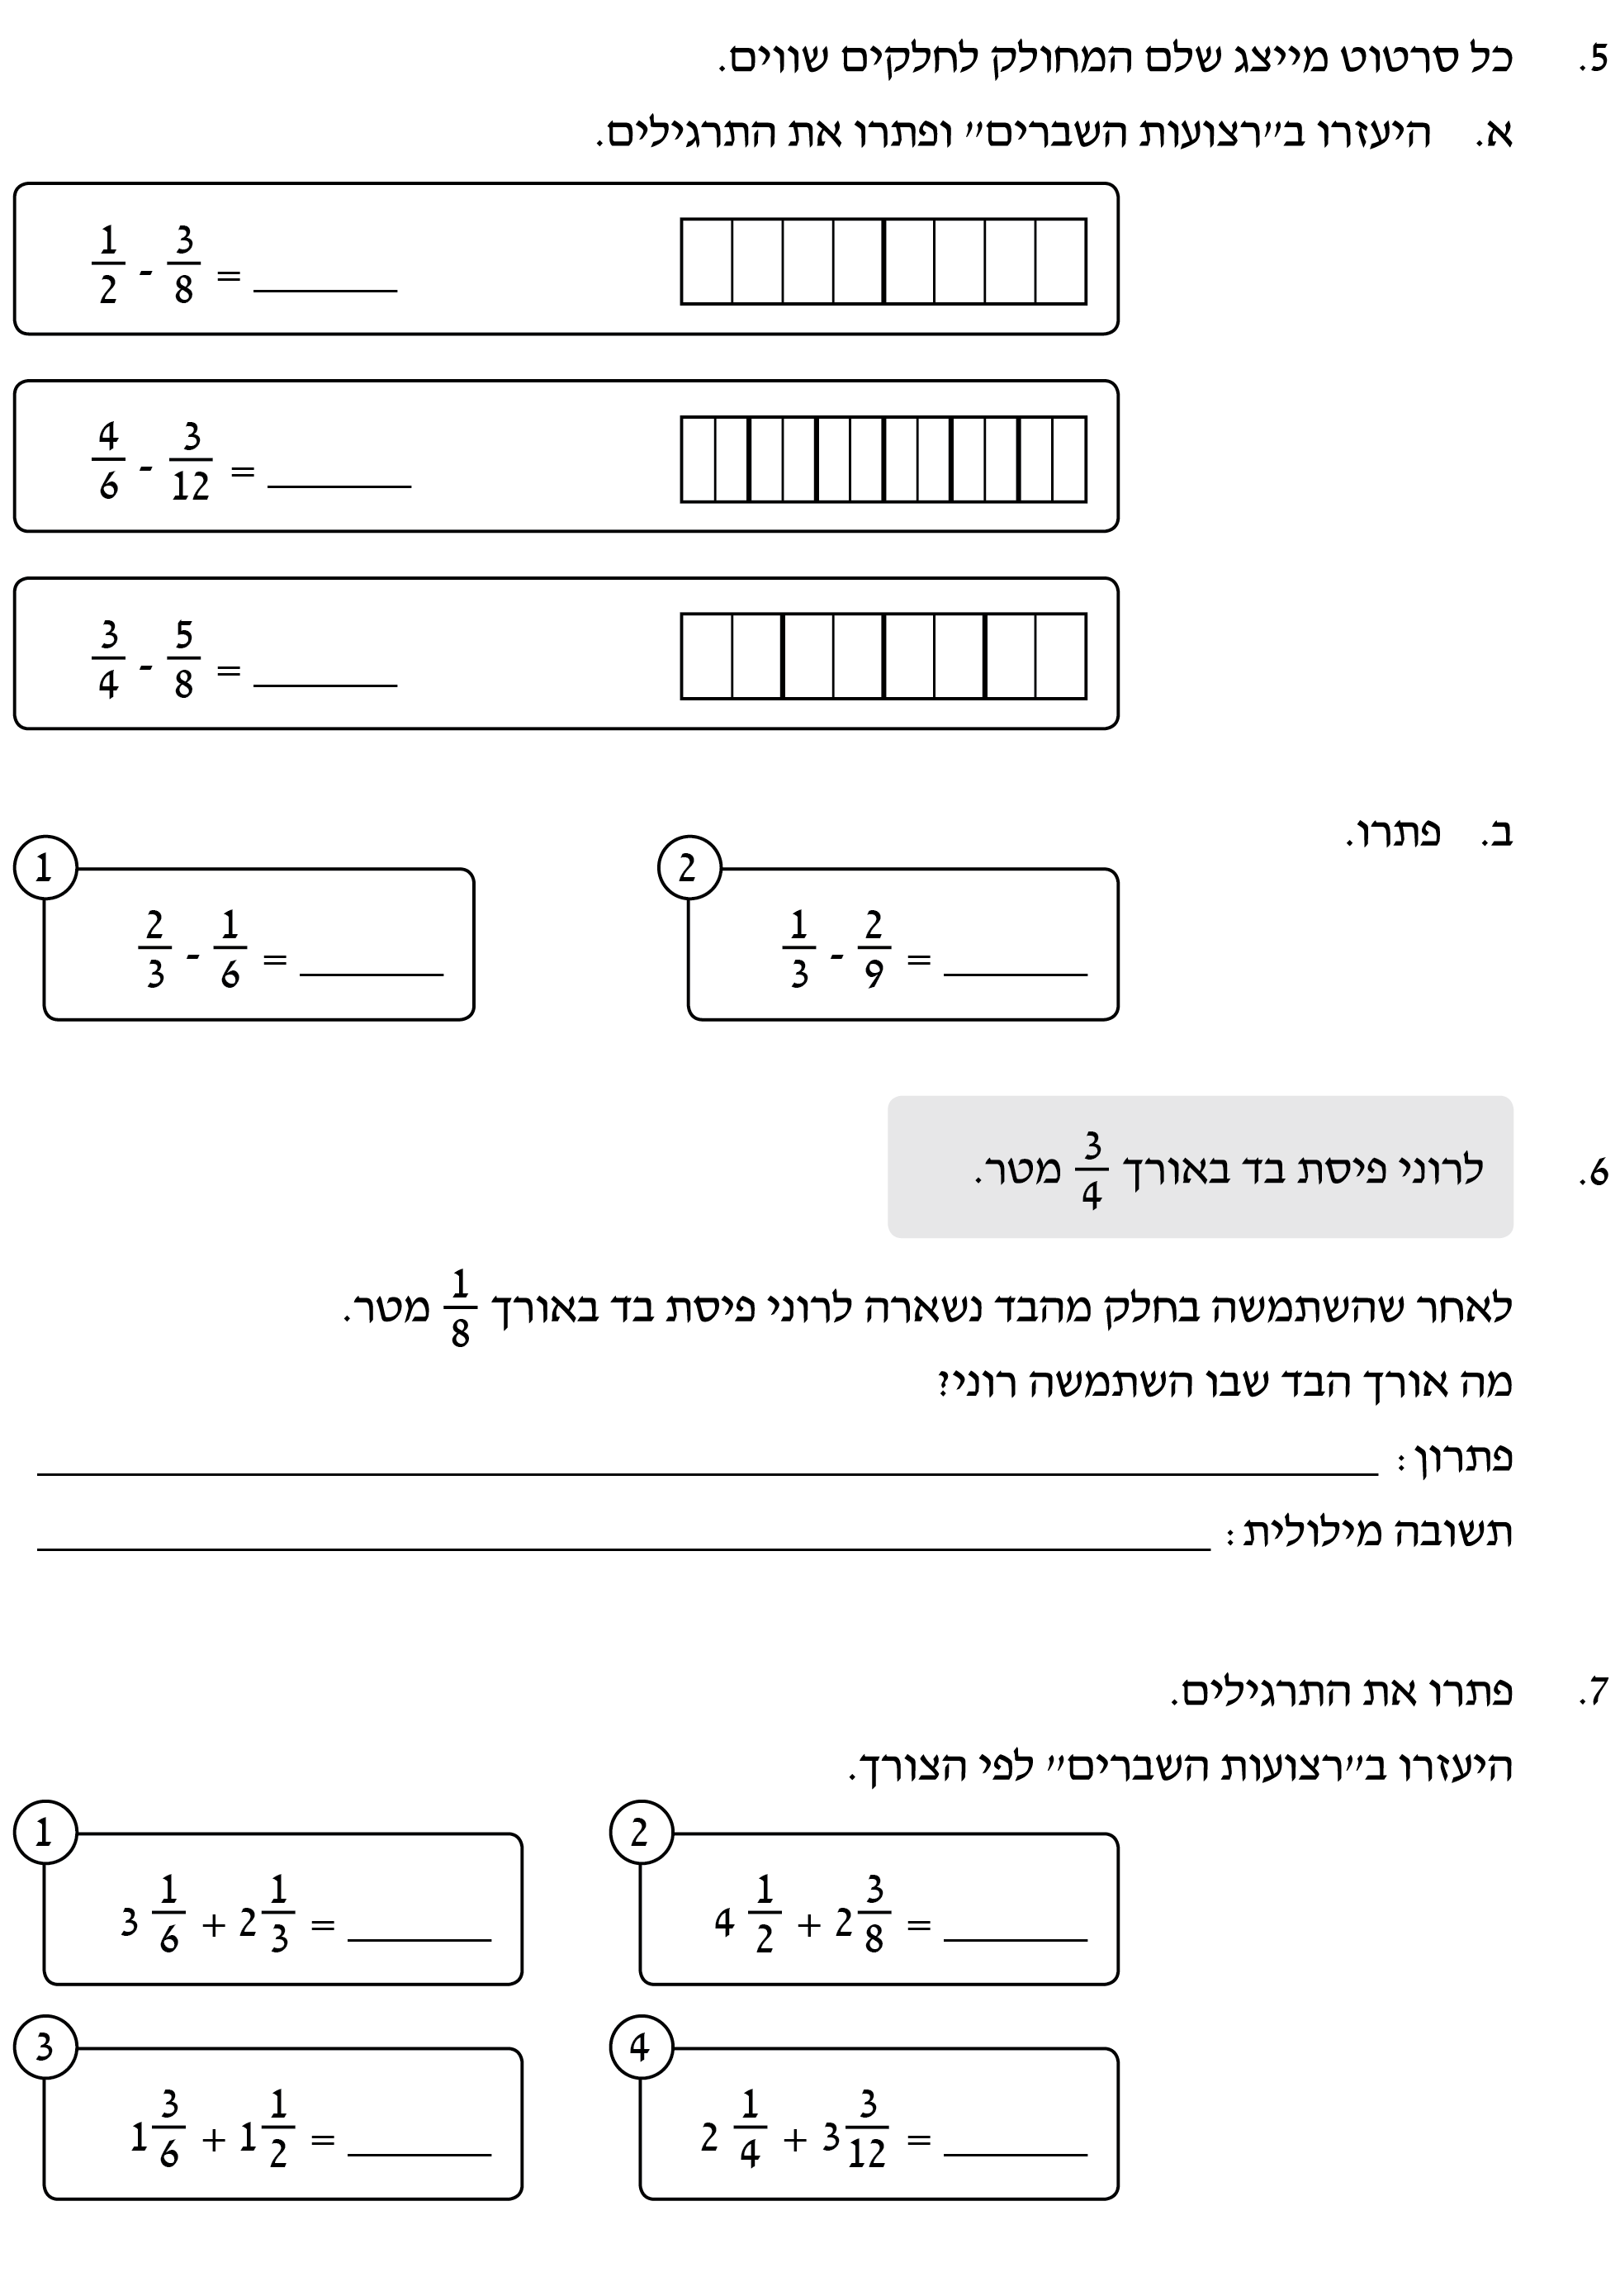 5. כל סרטוט מייצג שלם המחולק לחלקים שווים.
א. היעזרו ב״רצועות השברים״ ופתרו את התרגילים.
1/2 - 3/8 = ______
4/6 - 3/12 = ______
3/4 - 5/8 = ______
ב. פתרו.
1 2/3 - 1/6 = ______
2 1/3 - 2/9 = ______
6. לרוני פיסת בד באורך 3/4 מטר.
לאחר שהשתמשה בחלק מהבד נשארה לרוני פיסת בד באורך 1/8 מטר.
מה אורך הבד שבו השתמשה רוני?
פתרון: ______
תשובה מילולית: ______
7. פתרו את התרגילים.
היעזרו ב״רצועות השברים״ לפי הצורך.
1
3 1/6 + 2 1/3 = ______
2
4 1/2 + 2 3/8 = ______
3
1 3/6 + 1 1/2 = ______
4
2 1/4 + 3 3/12 = ______